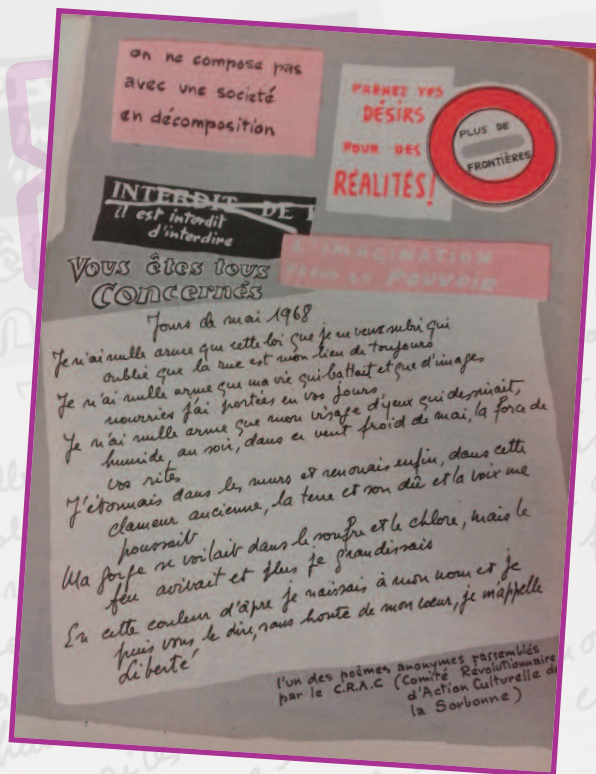 on ne compose pas
avec une societé
en décomposition
PRENEZ VOS
DÉSIRS
POUR DES
RÉALITÉS!
PLUS DE
FRONTIÈRES
INTERDIT DE
il est interdit
d'interdire
L'IMAGINATION
PREND LE POUVOIR
Vous êtes tous
Concernés
Jours de mai 1968
Je n'ai nulle arme que cette loi que je ne veux subir qui
oublié que la rue est mon lien de toujours
Je n'ai nulle arme que ma vie qui battait et que d'images
nourries j'ai portées en vos jours
Je n'ai nulle arme que mon visage d'yeux qui
humide, au soir, dans ce vent froid de mai, la force de
vos rites
J'étonnais dans les murs et renouais enfin, dans cette
clameur ancienne, la terre et son dû et la voix me
poussait
Ma gorge se voilait dans le soufre et le chlore, mais le
feu avivait et plus je grandissais
En cette couleur d'âpre je naissais à mon nom et je
puis vous le dire, sans honte de mon cœur, je m'appelle
Liberté
l'un des poèmes anonymes rassemblés
par le C.R.A.C (Comité Révolutionnaire
d'Action Culturelle de
la Sorbonne)